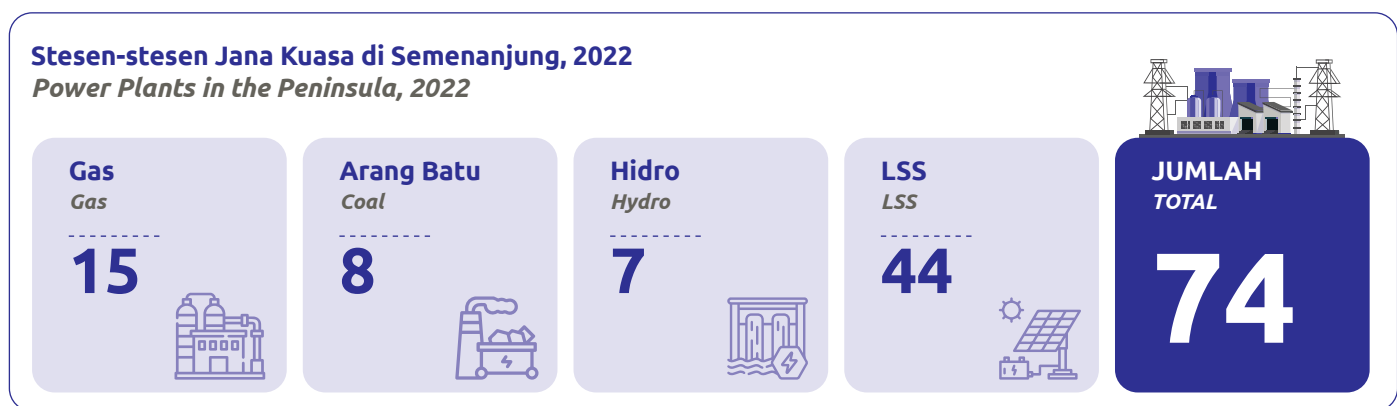 Stesen-stesen Jana Kuasa di Semenanjung, 2022
Power Plants in the Peninsula, 2022
Gas
Gas
15
Arang Batu
Coal
8
Hidro
Hydro
7
LSS
LSS
44
JUMLAH
TOTAL
74